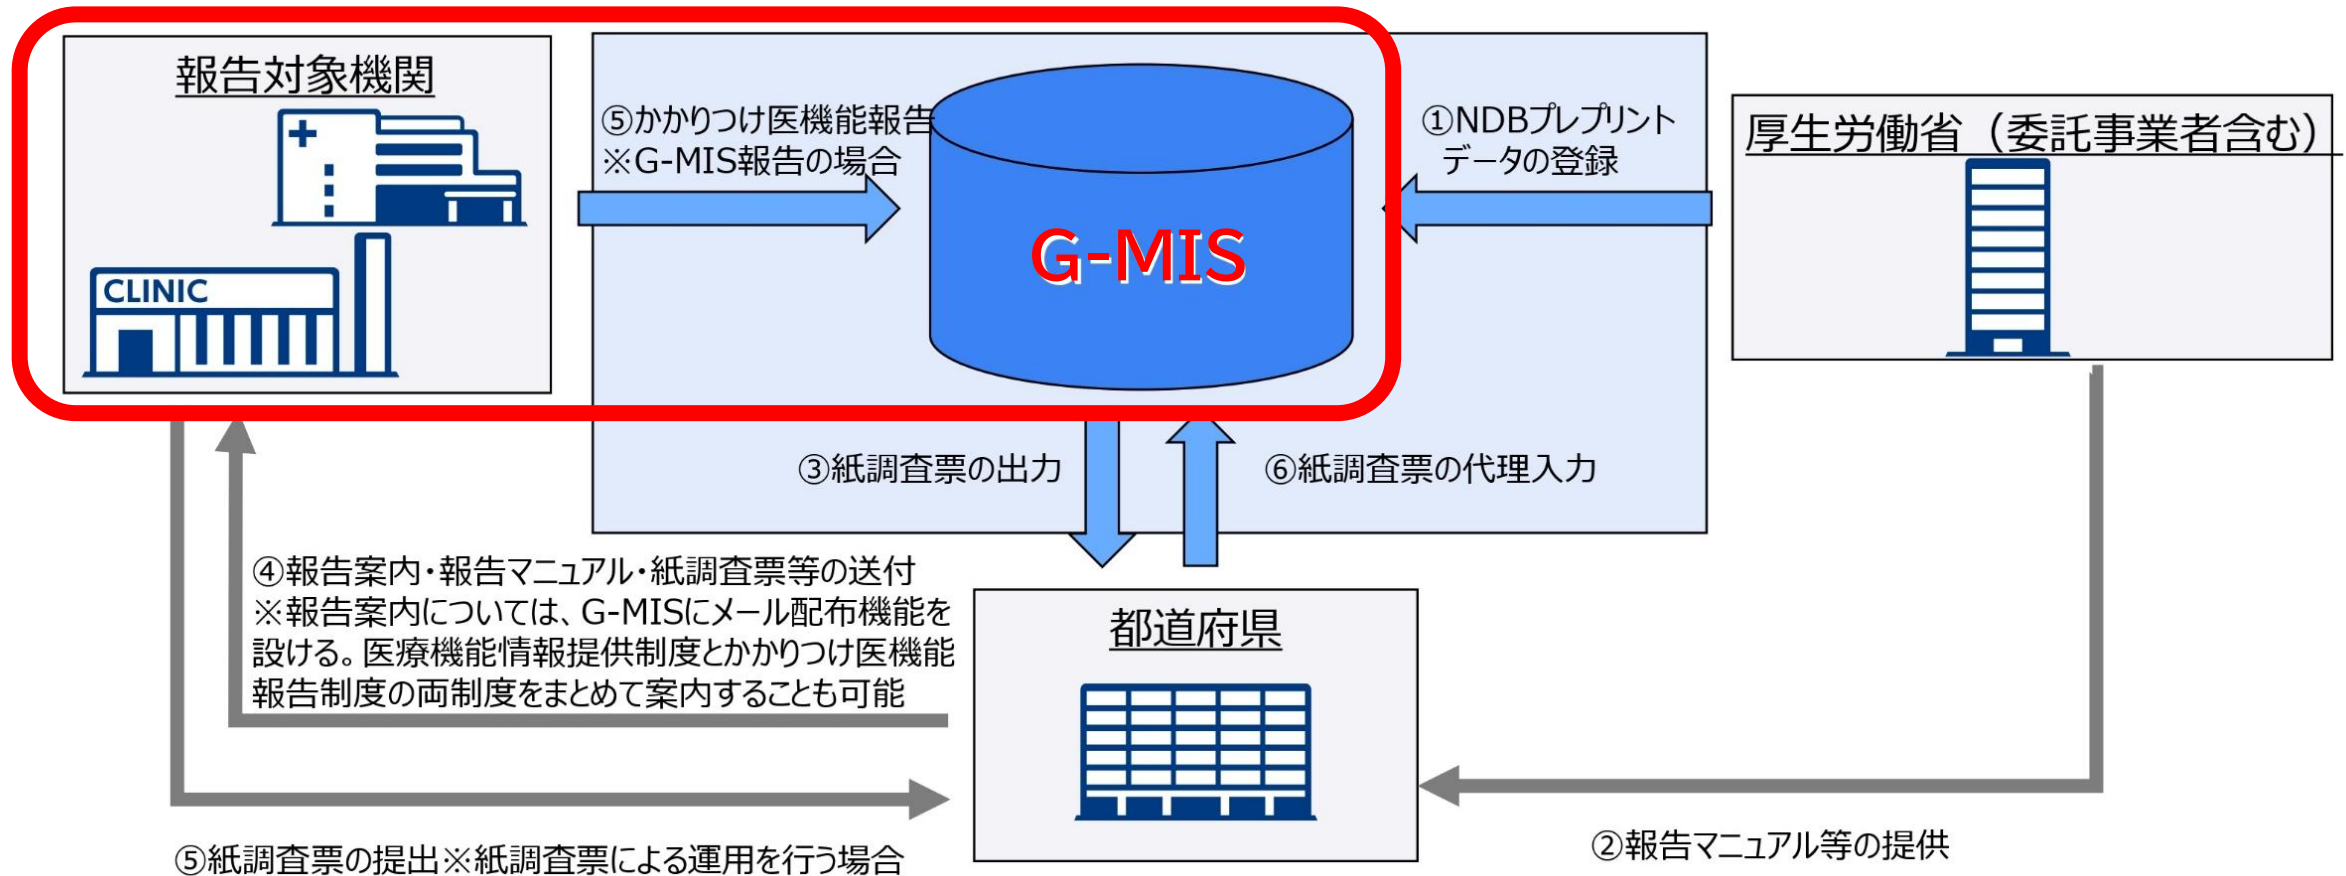 報告対象機関
CLINIC
⑤かかりつけ医機能報告
※G-MIS報告の場合
G-MIS
①NDBプレプリント
データの登録
厚生労働省（委託事業者含む）
③紙調査票の出力
⑥紙調査票の代理入力
④報告案内・報告マニュアル・紙調査票等の送付
※報告案内については、G-MISにメール配布機能を
設ける。医療機能情報提供制度とかかりつけ医機能
報告制度の両制度をまとめて案内することも可能
都道府県
⑤紙調査票の提出※紙調査票による運用を行う場合
②報告マニュアル等の提供